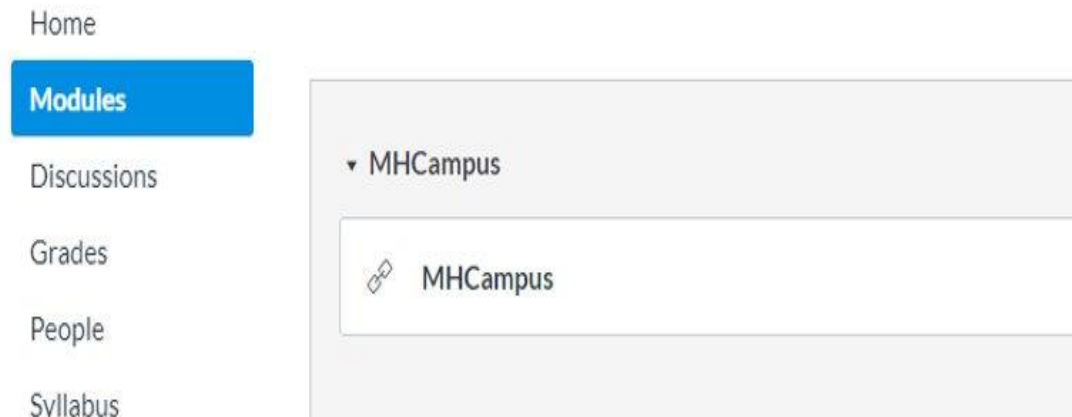 Home
Modules
Discussions
Grades
People
Syllabus
MHCampus
MHCampus